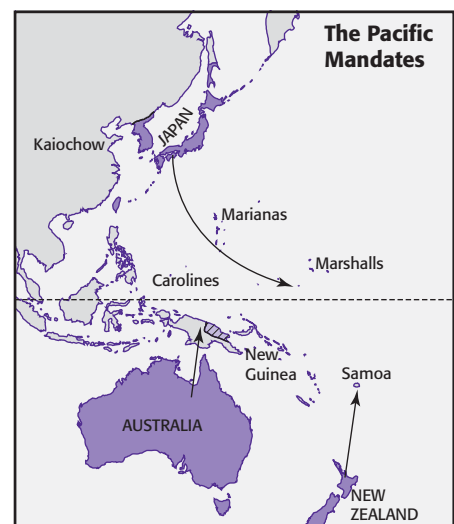 The Pacific
Mandates
JAPAN
Kaiochow
Marianas
Marshalls
Carolines
New
Guinea
Samoa
AUSTRALIA
NEW
ZEALAND